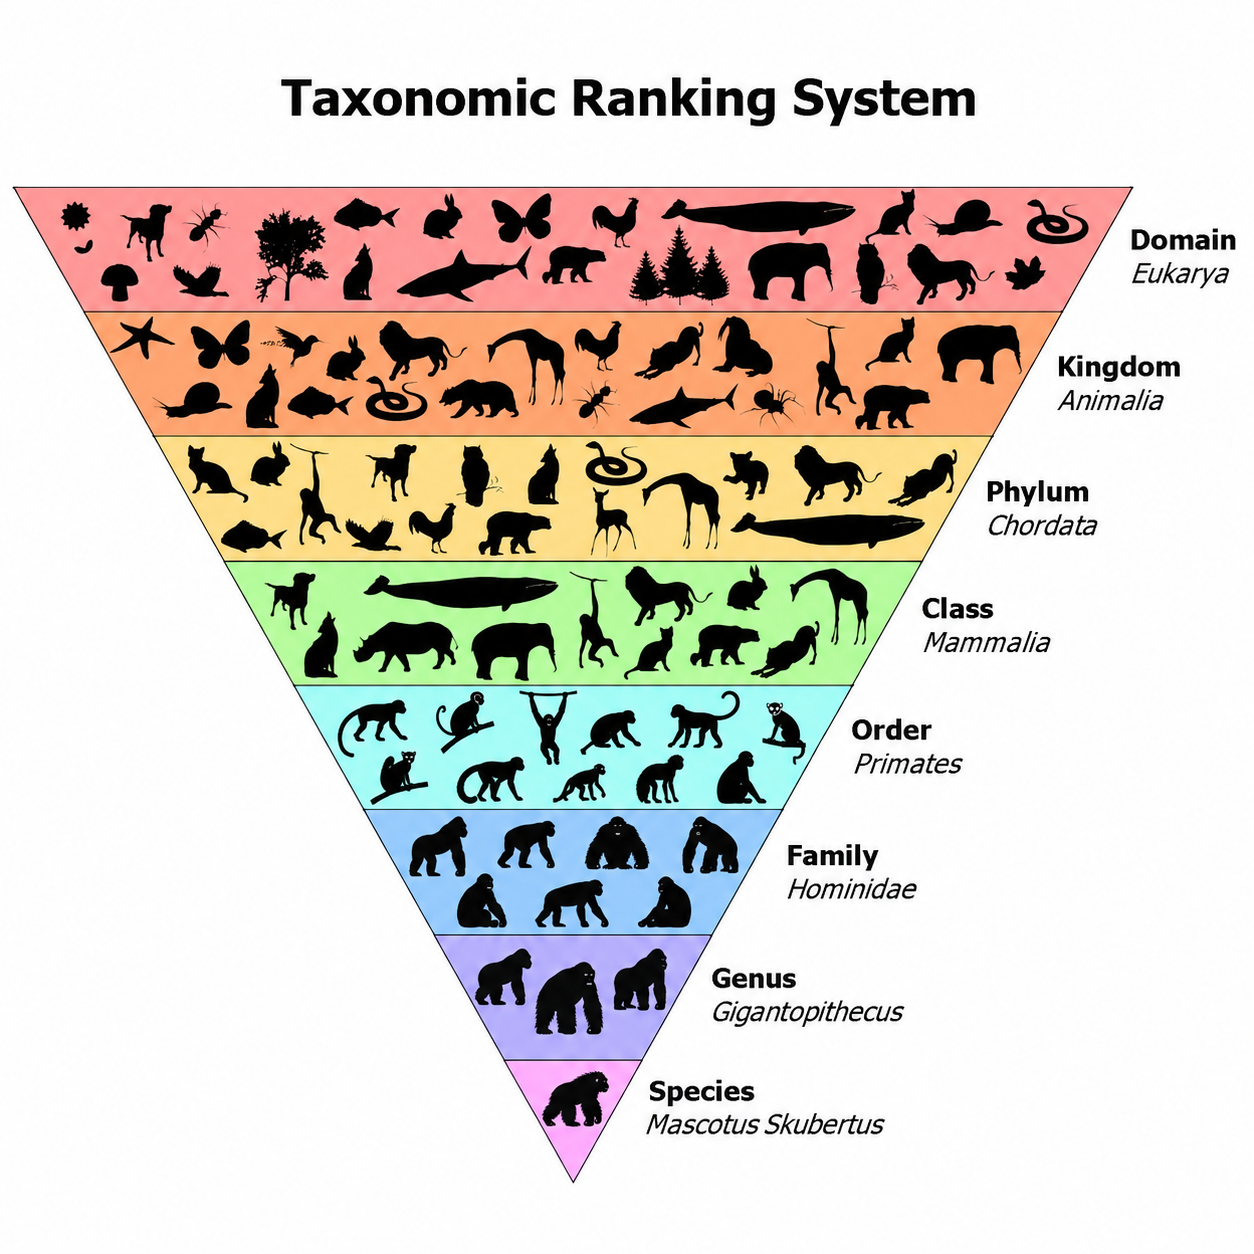 Taxonomic Ranking System
Domain
Eukarya
Kingdom
Animalia
Phylum
Chordata
Class
Mammalia
Order
Primates
Family
Hominidae
Genus
Gigantopithecus
Species
Mascotus Skubertus